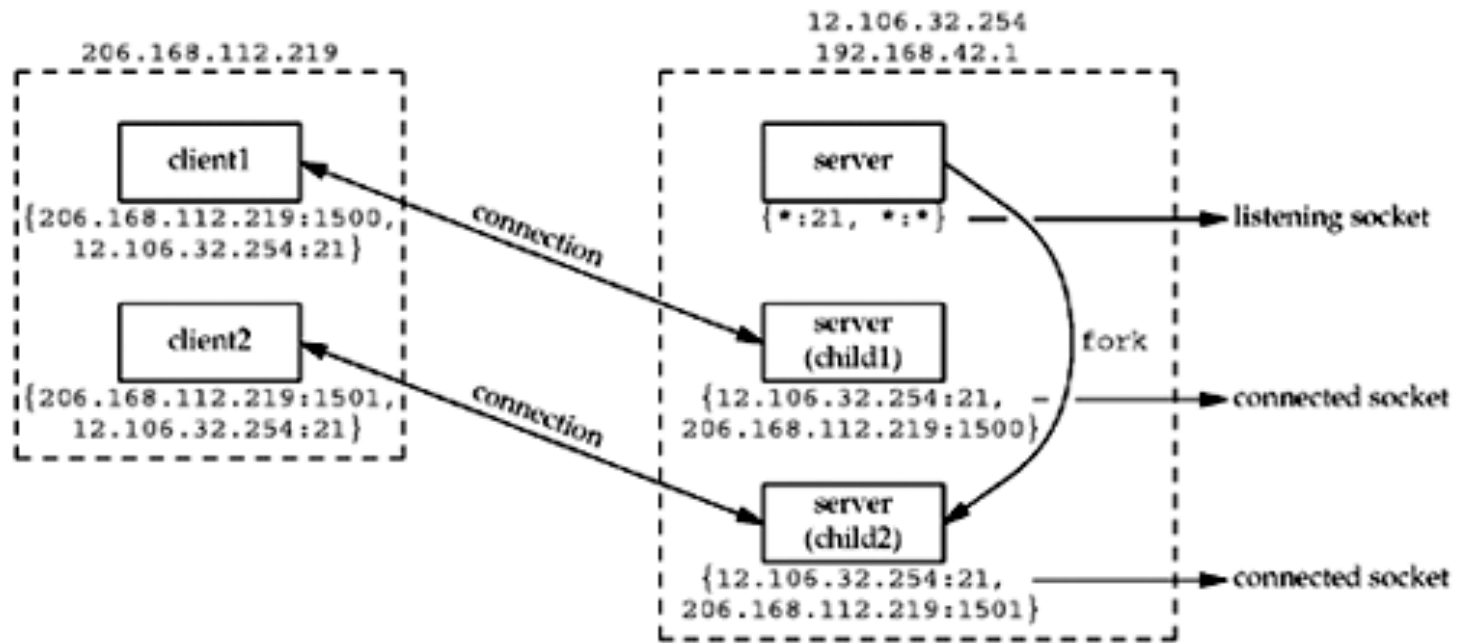 206.168.112.219
client1
{206.168.112.219:1500,
12.106.32.254:21}
client2
{206.168.112.219:1501,
12.106.32.254:21}
connection
connection
12.106.32.254
192.168.42.1
server
{*:21, *:*}
listening socket
fork
server
(child1)
{12.106.32.254:21,
206.168.112.219:1500}
connected socket
server
(child2)
{12.106.32.254:21,
206.168.112.219:1501}
connected socket